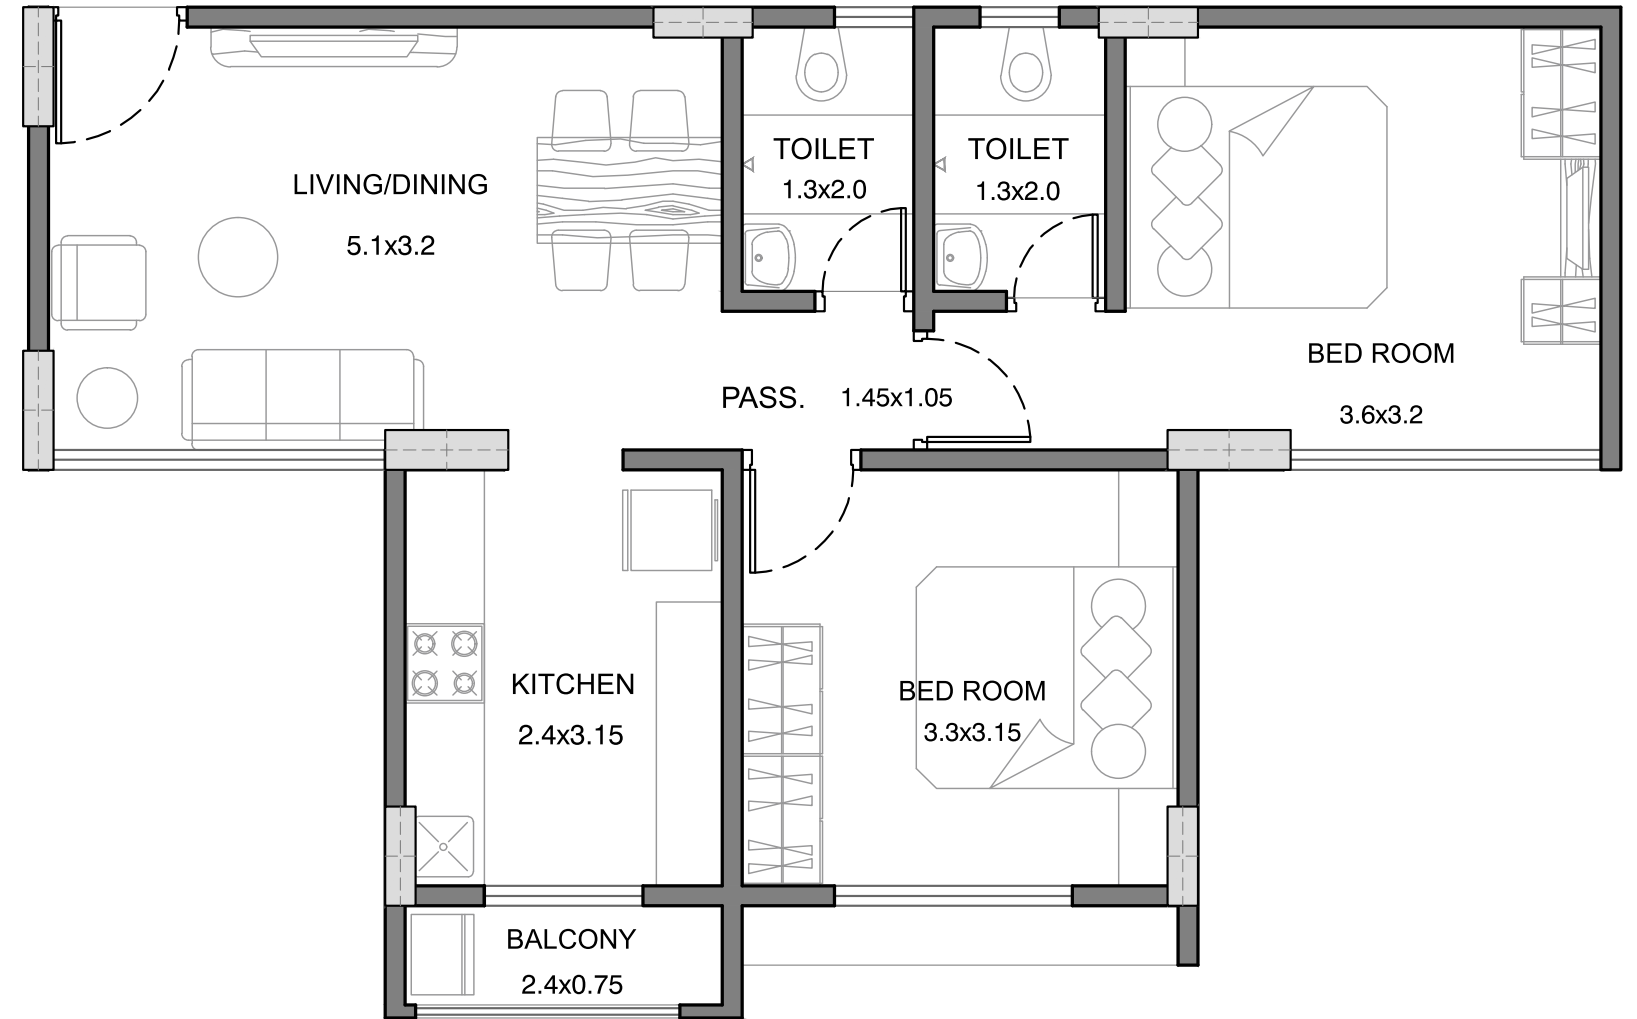 LIVING/DINING
5.1x3.2
TOILET
1.3x2.0
TOILET
1.3x2.0
BED ROOM
3.6x3.2
PASS. 1.45x1.05
KITCHEN
2.4x3.15
BED ROOM
3.3x3.15
BALCONY
2.4x0.75